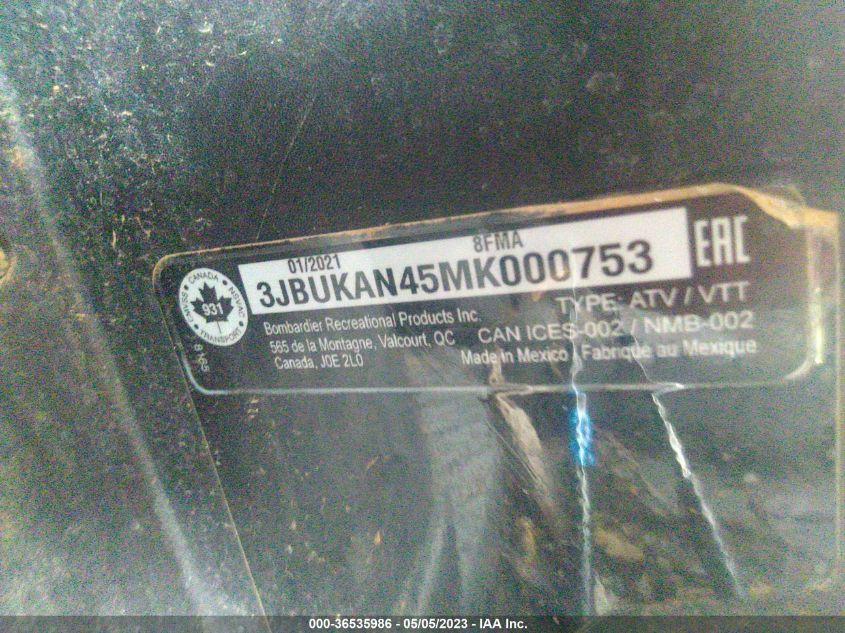 01/2021 8FMA
3JBUKAN45MK000753
EAC
CANADA
931
TRANSPORT
Bombardier Recreational Products Inc.
565 de la Montagne, Valcourt, QC
Canada, J0E 2L0
TYPE: ATV / VTT
CAN ICES-002 / NMB-002
Made in Mexico / Fabriqué au Mexique
000-36535986 - 05/05/2023 - IAA Inc.